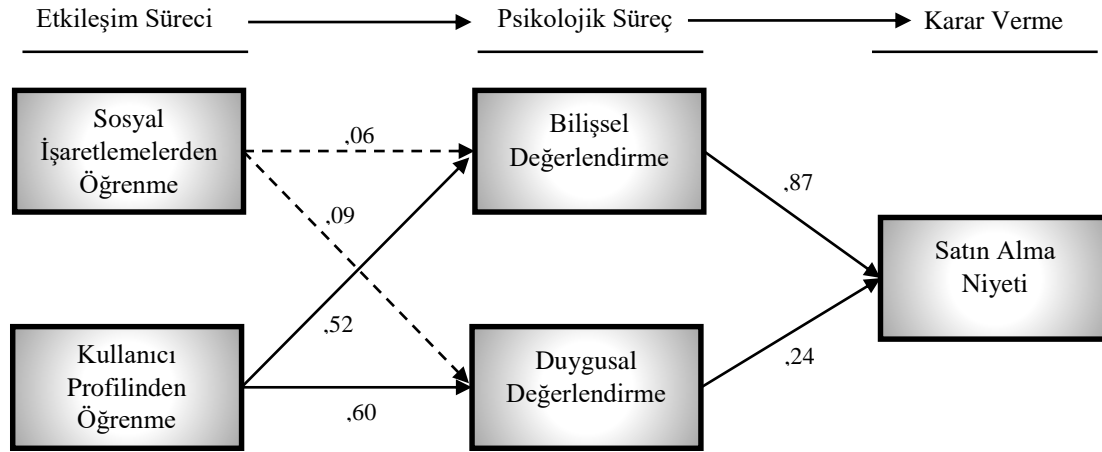 Etkileşim Süreci
Psikolojik Süreç
Karar Verme
Sosyal
İşaretlemelerden
Öğrenme
,06
Bilişsel
Değerlendirme
,87
,09
Satın Alma
Niyeti
,52
Kullanıcı
Profilinden
Öğrenme
,60
Duygusal
Değerlendirme
,24